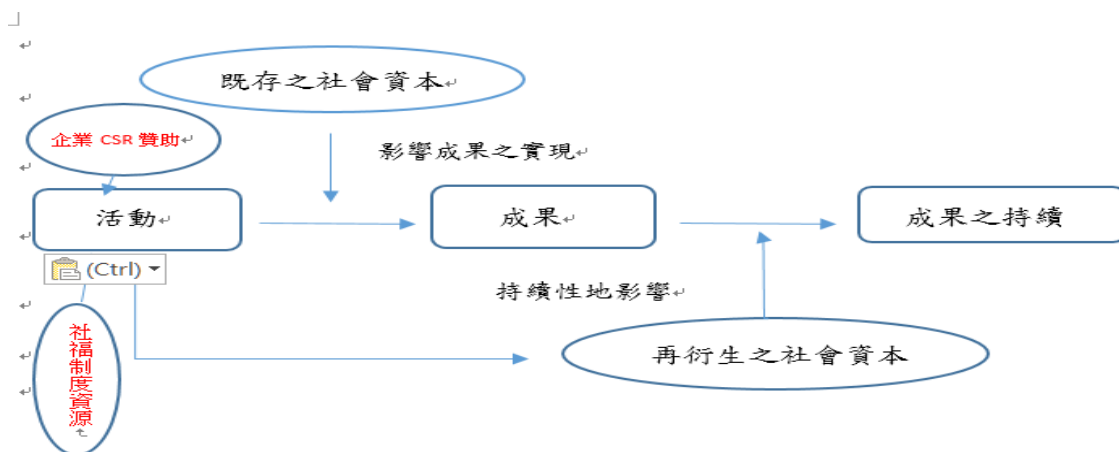 既存之社會資本
企業 CSR 贊助
影響成果之實現
活動
成果
成果之持續
(Ctrl)
持續性地影響
社福制度資源
再衍生之社會資本